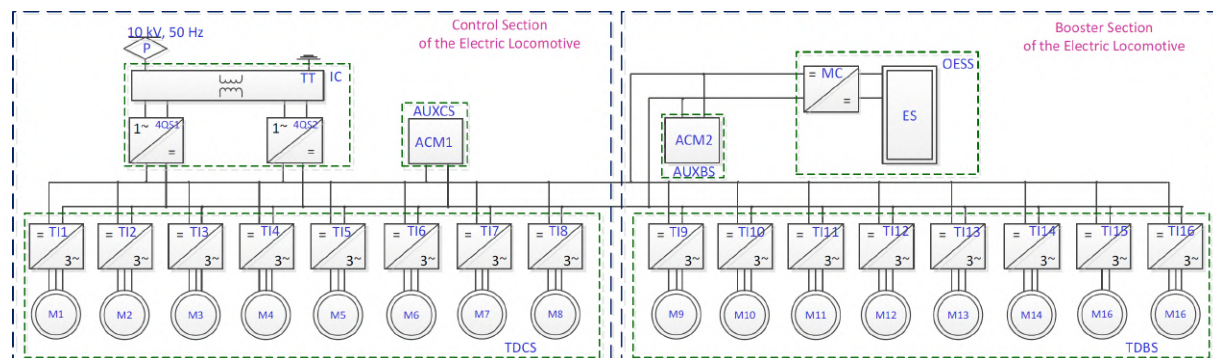 Control Section
of the Electric Locomotive
10 kV, 50 Hz
P
TT
IC
1~ 4QS1
=
1~ 4QS2
=
AUXCS
ACM1
= TI1
3~
= TI2
3~
= TI3
3~
= TI4
3~
= TI5
3~
= TI6
3~
= TI7
3~
= TI8
3~
M1
M2
M3
M4
M5
M6
M7
M8
TDCS
Booster Section
of the Electric Locomotive
OESS
= MC
=
ES
ACM2
AUXBS
= TI9
3~
= TI10
3~
= TI11
3~
= TI12
3~
= TI13
3~
= TI14
3~
= TI15
3~
= TI16
3~
M9
M10
M11
M12
M13
M14
M16
M16
TDBS